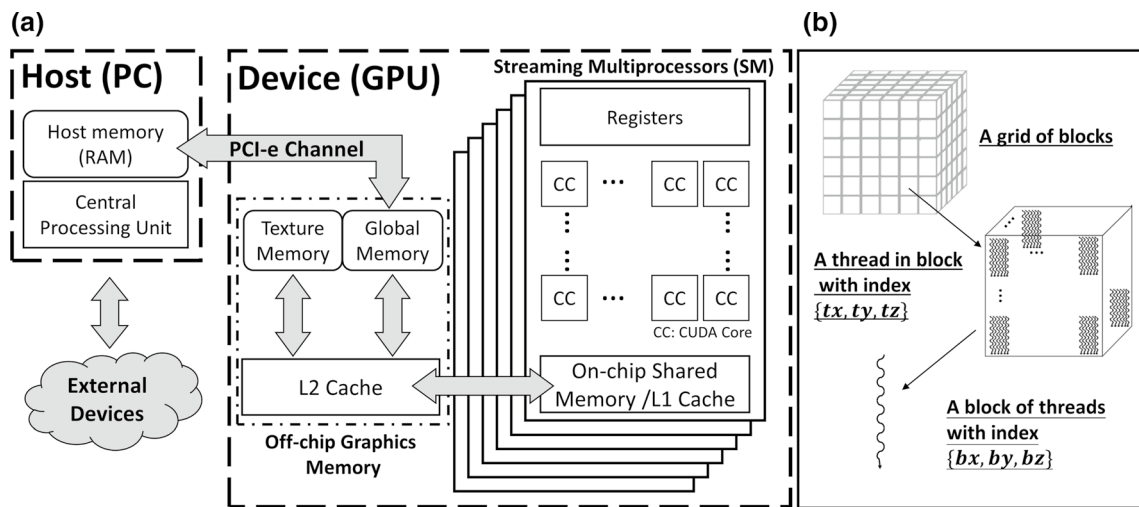 (a)
Host (PC)
Host memory
(RAM)
Central
Processing Unit
External
Devices
Device (GPU)
PCI-e Channel
Texture
Memory
Global
Memory
L2 Cache
Off-chip Graphics
Memory
Streaming Multiprocessors (SM)
Registers
CC ... CC CC
CC ... CC CC
CC: CUDA Core
On-chip Shared
Memory /L1 Cache
(b)
A grid of blocks
A thread in block
with index
{tx, ty, tz}
A block of threads
with index
{bx, by, bz}